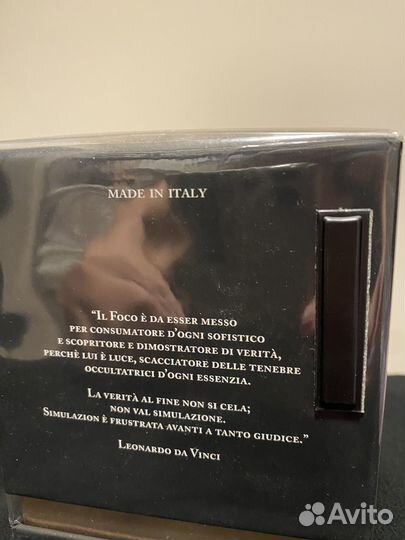 MADE IN ITALY
“IL FOCO È DA ESSER MESSO
PER CONSUMATORE D'OGNI SOFISTICO
E SCOPRITORE E DIMOSTRATORE DI VERITÀ,
PERCHÈ LUI È LUCE, SCACCIATORE DELLE TENEBRE
OCCULTATRICI D'OGNI ESSENZIA.
LA VERITÀ AL FINE NON SI CELA;
NON VAL SIMULAZIONE.
SIMULAZION È FRUSTRATA AVANTI A TANTO GIUDICE.”
LEONARDO DA VINCI
Avito